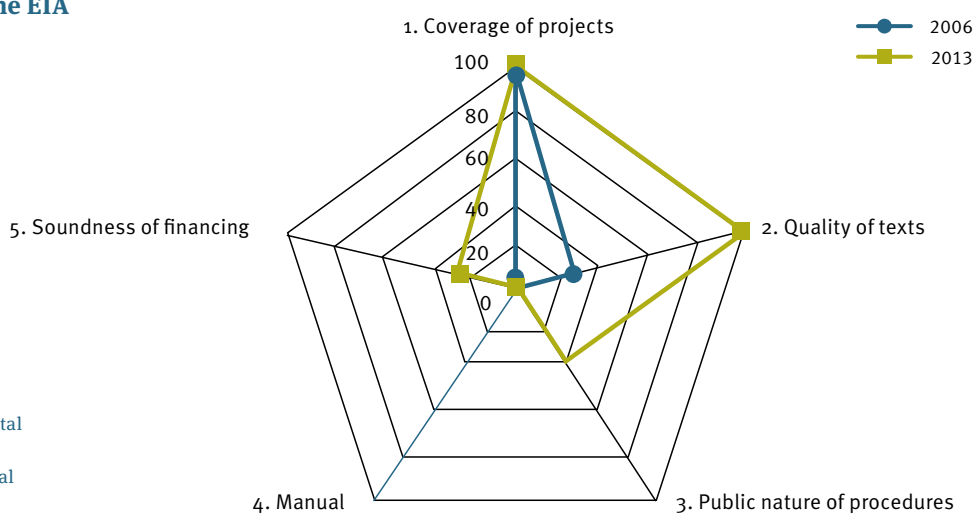 ne EIA
1. Coverage of projects
2006
2013
100
80
60
40
20
0
5. Soundness of financing
2. Quality of texts
tal
al
4. Manual
3. Public nature of procedures